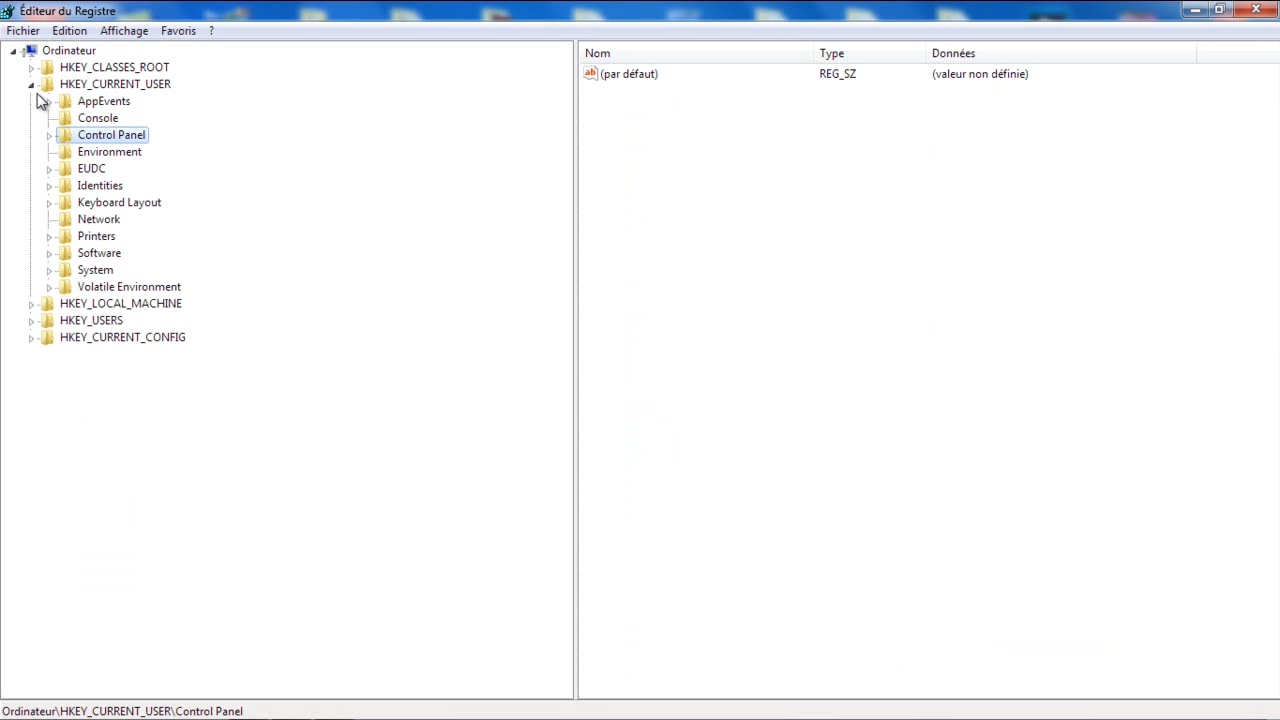 Éditeur du Registre
Fichier Edition Affichage Favoris ?
Ordinateur
HKEY_CLASSES_ROOT
HKEY_CURRENT_USER
AppEvents
Console
Control Panel
Environment
EUDC
Identities
Keyboard Layout
Network
Printers
Software
System
Volatile Environment
HKEY_LOCAL_MACHINE
HKEY_USERS
HKEY_CURRENT_CONFIG
Nom Type Données
ab (par défaut) REG_SZ (valeur non définie)
Ordinateur\HKEY_CURRENT_USER\Control Panel